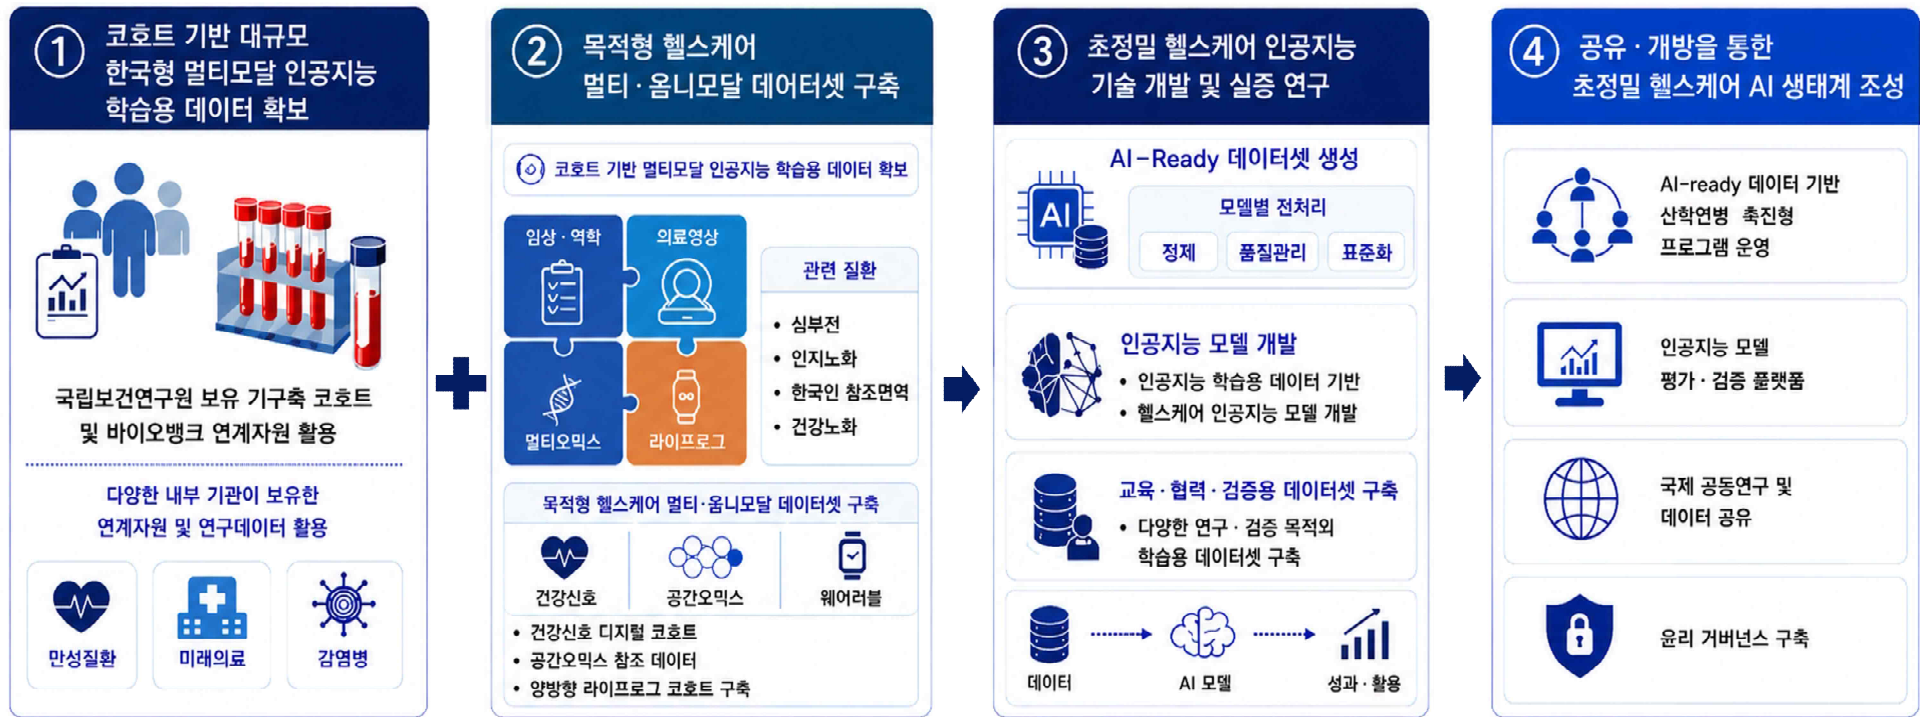 ①
코호트 기반 대규모
한국형 멀티모달 인공지능
학습용 데이터 확보
국립보건연구원 보유 기구축 코호트
및 바이오뱅크 연계자원 활용
다양한 내부 기관이 보유한
연계자원 및 연구데이터 활용
만성질환
미래의료
감염병
②
목적형 헬스케어
멀티·옴니모달 데어터셋 구축
코호트 기반 멀티모달 인공지능 학습용 데이터 확보
임상·역학
의료영상
멀티오믹스
라이프로그
관련 질환
• 심부전
• 인지노화
• 한국인 참조면역
• 건강노화
목적형 헬스케어 멀티·옴니모달 데이터셋 구축
건강신호
공간오믹스
웨어러블
• 건강신호 디지털 코호트
• 공간오믹스 참조 데이터
• 양방향 라이프로그 코호트 구축
③
초정밀 헬스케어 인공지능
기술 개발 및 실증 연구
AI-Ready 데이터셋 생성
AI
모델별 전처리
정제
품질관리
표준화
인공지능 모델 개발
• 인공지능 학습용 데이터 기반
• 헬스케어 인공지능 모델 개발
교육·협력·검증용 데이터셋 구축
• 다양한 연구·검증 목적외
학습용 데이터셋 구축
데이터
AI 모델
성과·활용
④
공유·개방을 통한
초정밀 헬스케어 AI 생태계 조성
AI-ready 데이터 기반
산학연병 축진형
프로그램 운영
인공지능 모델
평가·검증 풀랫품
국제 공동연구 및
데이터 공유
윤리 거버넌스 구축